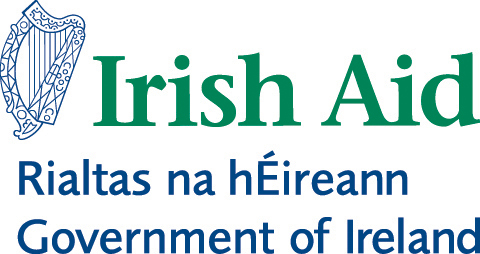 Irish Aid
Rialtas na hÉireann
Government of Ireland